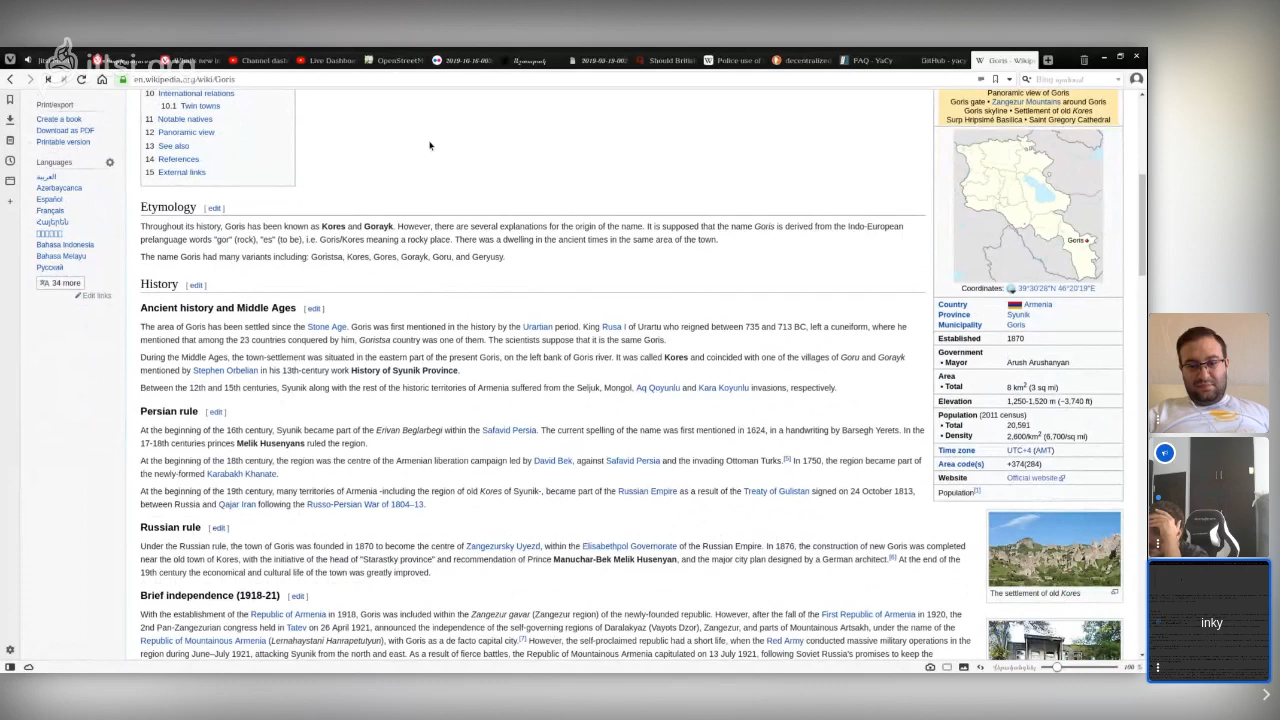 jitsi.org
Channel dash
Live Dashboa
OpenStreetM
Should Britis
Police use of
decentralized
FAQ - YaCy
GitHub - yacy
Goris - Wikip
en.wikipedia.org/wiki/Goris
Print/export
Create a book
Download as PDF
Printable version
Languages
العربية
Azərbaycanca
Español
Français
Հայերեն
Bahasa Indonesia
Bahasa Melayu
Русский
34 more
Edit links
10 International relations
10.1 Twin towns
11 Notable natives
12 Panoramic view
13 See also
14 References
15 External links
Etymology [ edit ]
Throughout its history, Goris has been known as Kores and Gorayk. However, there are several explanations for the origin of the name. It is supposed that the name Goris is derived from the Indo-European
prelanguage words "gor" (rock), "es" (to be), i.e. Goris/Kores meaning a rocky place. There was a dwelling in the ancient times in the same area of the town.
The name Goris had many variants including: Goristsa, Kores, Gores, Gorayk, Goru, and Geryusy.
History [ edit ]
Ancient history and Middle Ages [ edit ]
The area of Goris has been settled since the Stone Age. Goris was first mentioned in the history by the Urartian period. King Rusa I of Urartu who reigned between 735 and 713 BC, left a cuneiform, where he
mentioned that among the 23 countries conquered by him, Goristsa country was one of them. The scientists suppose that it is the same Goris.
During the Middle Ages, the town-settlement was situated in the eastern part of the present Goris, on the left bank of Goris river. It was called Kores and coincided with one of the villages of Goru and Gorayk
mentioned by Stephen Orbelian in his 13th-century work History of Syunik Province.
Between the 12th and 15th centuries, Syunik along with the rest of the historic territories of Armenia suffered from the Seljuk, Mongol, Aq Qoyunlu and Kara Koyunlu invasions, respectively.
Persian rule [ edit ]
At the beginning of the 16th century, Syunik became part of the Erivan Beglarbegi within the Safavid Persia. The current spelling of the name was first mentioned in 1624, in a handwriting by Barsegh Yerets. In the
17-18th centuries princes Melik Husenyans ruled the region.
At the beginning of the 18th century, the region was the centre of the Armenian liberation campaign led by David Bek, against Safavid Persia and the invading Ottoman Turks.[5] In 1750, the region became part of
the newly-formed Karabakh Khanate.
At the beginning of the 19th century, many territories of Armenia -including the region of old Kores of Syunik-, became part of the Russian Empire as a result of the Treaty of Gulistan signed on 24 October 1813,
between Russia and Qajar Iran following the Russo-Persian War of 1804–13.
Russian rule [ edit ]
Under the Russian rule, the town of Goris was founded in 1870 to become the centre of Zangezursky Uyezd, within the Elisabethpol Governorate of the Russian Empire. In 1876, the construction of new Goris was completed
near the old town of Kores, with the initiative of the head of "Starastky province" and recommendation of Prince Manuchar-Bek Melik Husenyan, and the major city plan designed by a German architect.[6] At the end of the
19th century the economical and cultural life of the town was greatly improved.
Brief independence (1918-21) [ edit ]
With the establishment of the Republic of Armenia in 1918, Goris was included within the Zangezur gavar (Zangezur region) of the newly-founded republic. However, after the fall of the First Republic of Armenia in 1920, the
2nd Pan-Zangezurian congress held in Tatev on 26 April 1921, announced the independence of the self-governing regions of Daralakyaz (Vayots Dzor), Zangezur, and parts of Mountainous Artsakh, under the name of the
Republic of Mountainous Armenia (Lernahaystani Hanrapetutyun), with Goris as a de facto capital city.[7] However, the self-proclaimed republic had a short life, when the Red Army conducted massive military operations in the
region during June–July 1921, attacking Syunik from the north and east. As a result of fierce battles, the Republic of Mountainous Armenia capitulated on 13 July 1921, following Soviet Russia's promises to keep the
Panoramic view of Goris
Goris gate • Zangezur Mountains around Goris
Goris skyline • Settlement of old Kores
Surp Hripsimé Basilica • Saint Gregory Cathedral
Goris
Coordinates: 39°30′28″N 46°20′19″E
Country Armenia
Province Syunik
Municipality Goris
Established 1870
Government
• Mayor Arush Arushanyan
Area
• Total 8 km2 (3 sq mi)
Elevation 1,250-1,520 m (−3,740 ft)
Population (2011 census)
• Total 20,591
• Density 2,600/km2 (6,700/sq mi)
Time zone UTC+4 (AMT)
Area code(s) +374(284)
Website Official website
Population[1]
The settlement of old Kores
inky
100 %